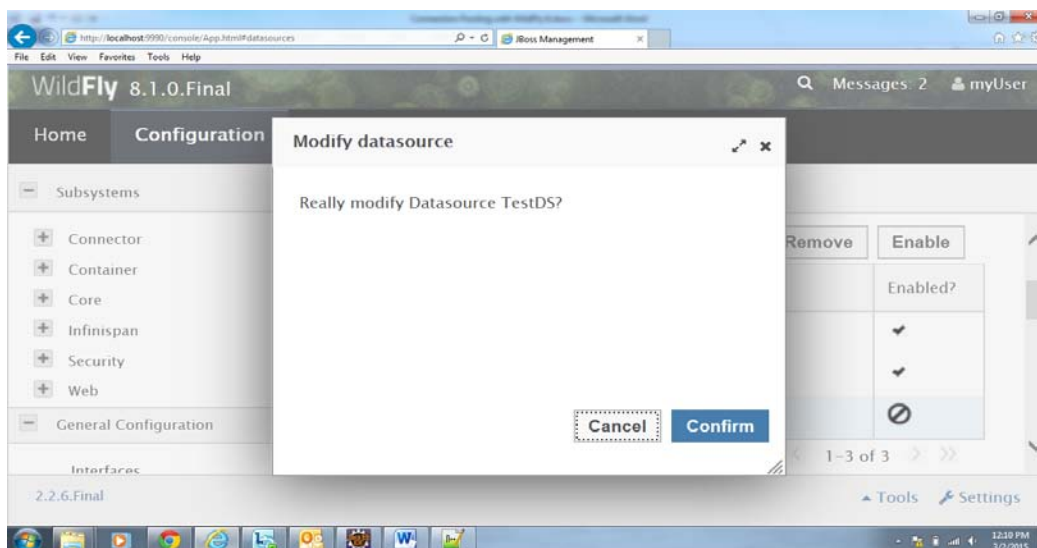 http://localhost:9990/console/App.html#datasources
JBoss Management
File Edit View Favorites Tools Help
WildFly 8.1.0.Final
Messages: 2 myUser
Home Configuration
Modify datasource
Subsystems
Really modify Datasource TestDS?
Connector
Remove Enable
Container
Enabled?
Core
Infinispan
Security
Web
Cancel Confirm
General Configuration
1-3 of 3
Interfaces
2.2.6.Final
Tools Settings
12:10 PM
3/2/2015